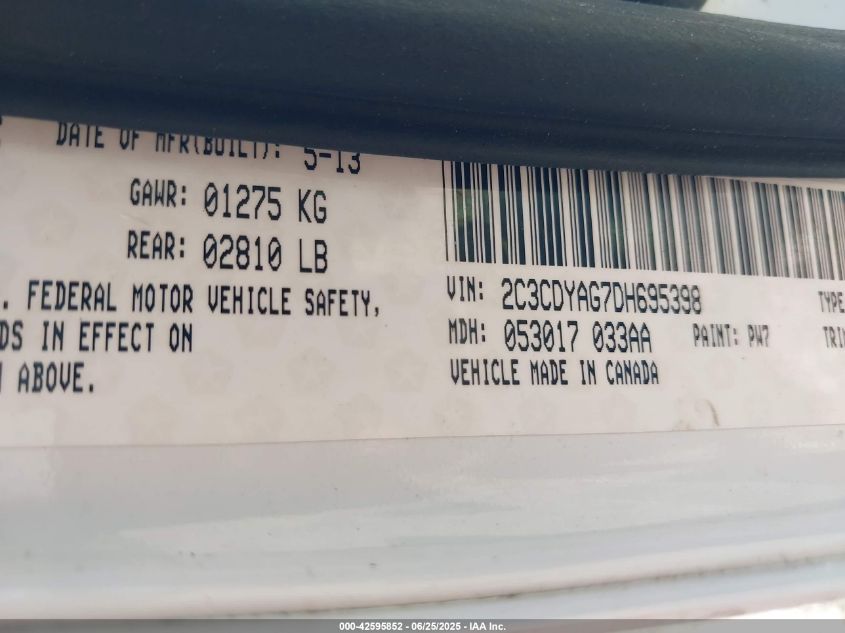 DATE OF MFR(BUILT): 5-13
GAWR: 01275 KG
REAR: 02810 LB
. FEDERAL MOTOR VEHICLE SAFETY,
DS IN EFFECT ON
ABOVE.
VIN: 2C3CDYAG7DH695398
TYPE
MDH: 053017 033AA
PAINT: PW7
TRI
VEHICLE MADE IN CANADA
000-42595852 - 06/25/2025 - IAA Inc.